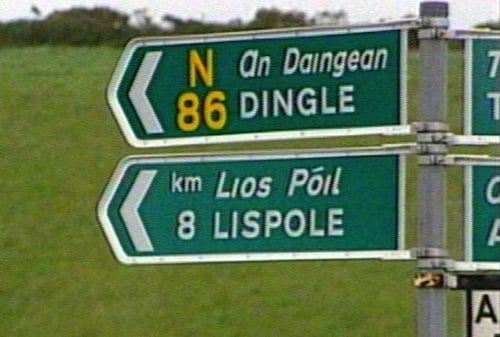 N An Daingean
86 DINGLE
km Lios Póil
8 LISPOLE